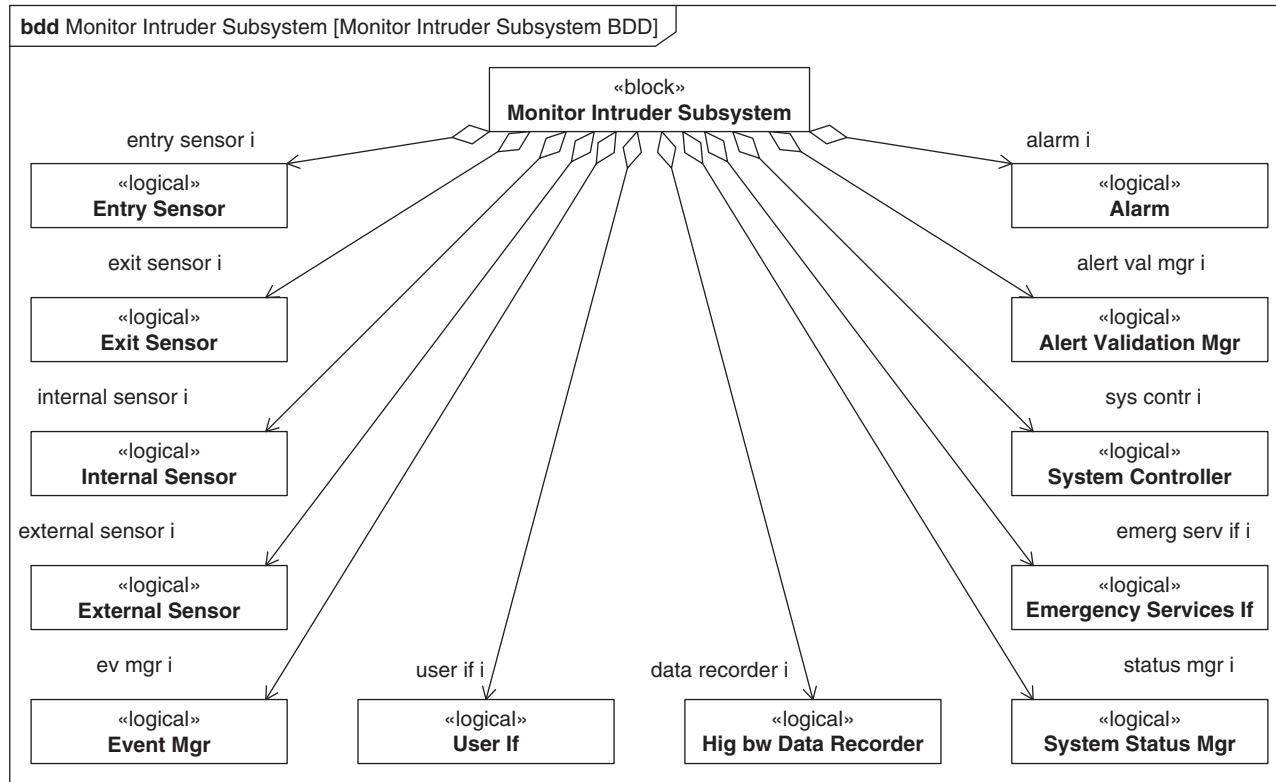 bdd Monitor Intruder Subsystem [Monitor Intruder Subsystem BDD]
«block»
Monitor Intruder Subsystem
entry sensor i
«logical»
Entry Sensor
exit sensor i
«logical»
Exit Sensor
internal sensor i
«logical»
Internal Sensor
external sensor i
«logical»
External Sensor
ev mgr i
«logical»
Event Mgr
user if i
«logical»
User If
data recorder i
«logical»
Hig bw Data Recorder
alarm i
«logical»
Alarm
alert val mgr i
«logical»
Alert Validation Mgr
sys contr i
«logical»
System Controller
emerg serv if i
«logical»
Emergency Services If
status mgr i
«logical»
System Status Mgr